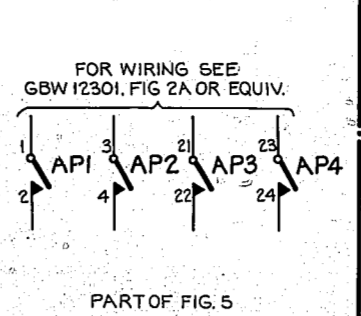 FOR WIRING SEE
GBW 12301, FIG 2A OR EQUIV.
1 3 21 23
AP1 AP2 AP3 AP4
2 4 22 24
PART OF FIG. 5